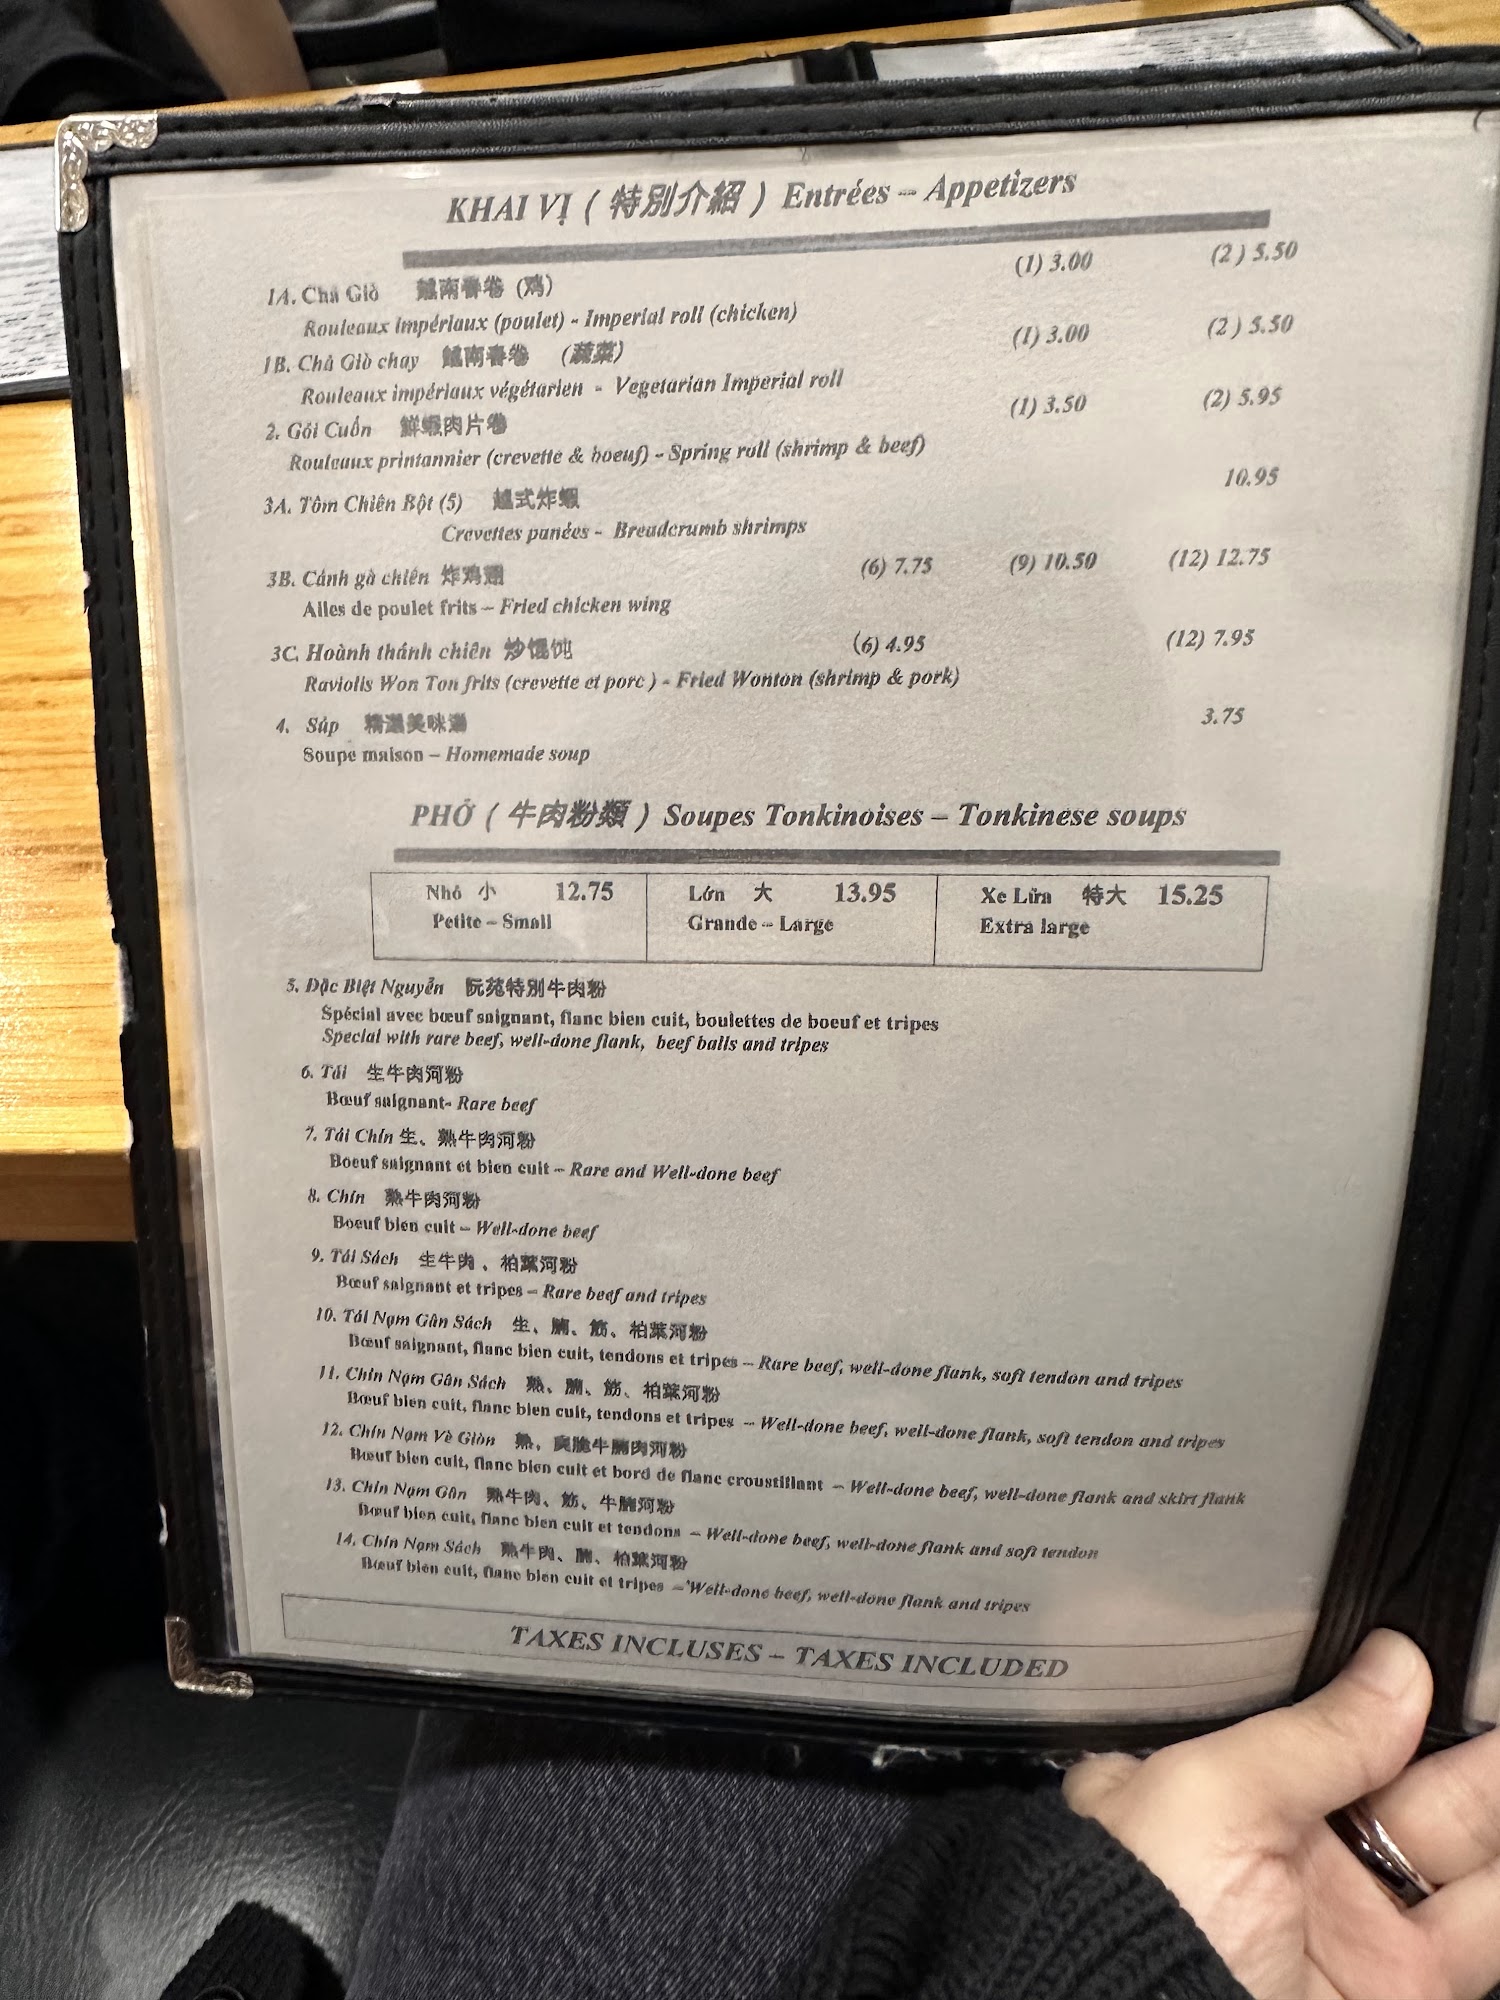 KHAI VỊ ( 特別介紹 ) Entrées – Appetizers
1A. Chả Giò 越南春卷 (鸡) (1) 3.00 (2 ) 5.50
Rouleaux impériaux (poulet) - Imperial roll (chicken)
1B. Chả Giò chay 越南春卷 (蔬菜) (1) 3.00 (2 ) 5.50
Rouleaux impériaux végétarien - Vegetarian Imperial roll
2. Gỏi Cuốn 鮮蝦肉片卷 (1) 3.50 (2) 5.95
Rouleaux printannier (crevette & boeuf) - Spring roll (shrimp & beef)
3A. Tôm Chiên Bột (5) 越式炸蝦 10.95
Crevettes panées - Breadcrumb shrimps
3B. Cánh gà chiên 炸鸡翅 (6) 7.75 (9) 10.50 (12) 12.75
Ailes de poulet frits – Fried chicken wing
3C. Hoành thánh chiên 炒馄饨 (6) 4.95 (12) 7.95
Raviolis Won Ton frits (crevette et porc ) - Fried Wonton (shrimp & pork)
4. Súp 精選美味湯 3.75
Soupe maison – Homemade soup
PHỞ ( 牛肉粉類 ) Soupes Tonkinoises – Tonkinese soups
Nhỏ 小 12.75 Lớn 大 13.95 Xe Lửa 特大 15.25
Petite – Small Grande – Large Extra large
5. Đặc Biệt Nguyễn 阮苑特別牛肉粉
Spécial avec bœuf saignant, flanc bien cuit, boulettes de boeuf et tripes
Special with rare beef, well-done flank, beef balls and tripes
6. Tái 生牛肉河粉
Bœuf saignant- Rare beef
7. Tái Chín 生、熟牛肉河粉
Boeuf saignant et bien cuit – Rare and Well-done beef
8. Chín 熟牛肉河粉
Boeuf bien cuit – Well-done beef
9. Tái Sách 生牛肉、柏葉河粉
Bœuf saignant et tripes – Rare beef and tripes
10. Tái Nạm Gân Sách 生、腩、筋、柏葉河粉
Bœuf saignant, flanc bien cuit, tendons et tripes – Rare beef, well-done flank, soft tendon and tripes
11. Chín Nạm Gân Sách 熟、腩、筋、柏葉河粉
Bœuf bien cuit, flanc bien cuit, tendons et tripes – Well-done beef, well-done flank, soft tendon and tripes
12. Chín Nạm Vè Giòn 熟、爽脆牛腩肉河粉
Bœuf bien cuit, flanc bien cuit et bord de flanc croustillant – Well-done beef, well-done flank and skirt flank
13. Chín Nạm Gân 熟牛肉、筋、牛腩河粉
Bœuf bien cuit, flanc bien cuit et tendons – Well-done beef, well-done flank and soft tendon
14. Chín Nạm Sách 熟牛肉、腩、柏葉河粉
Bœuf bien cuit, flanc bien cuit et tripes – Well-done beef, well-done flank and tripes
TAXES INCLUSES – TAXES INCLUDED